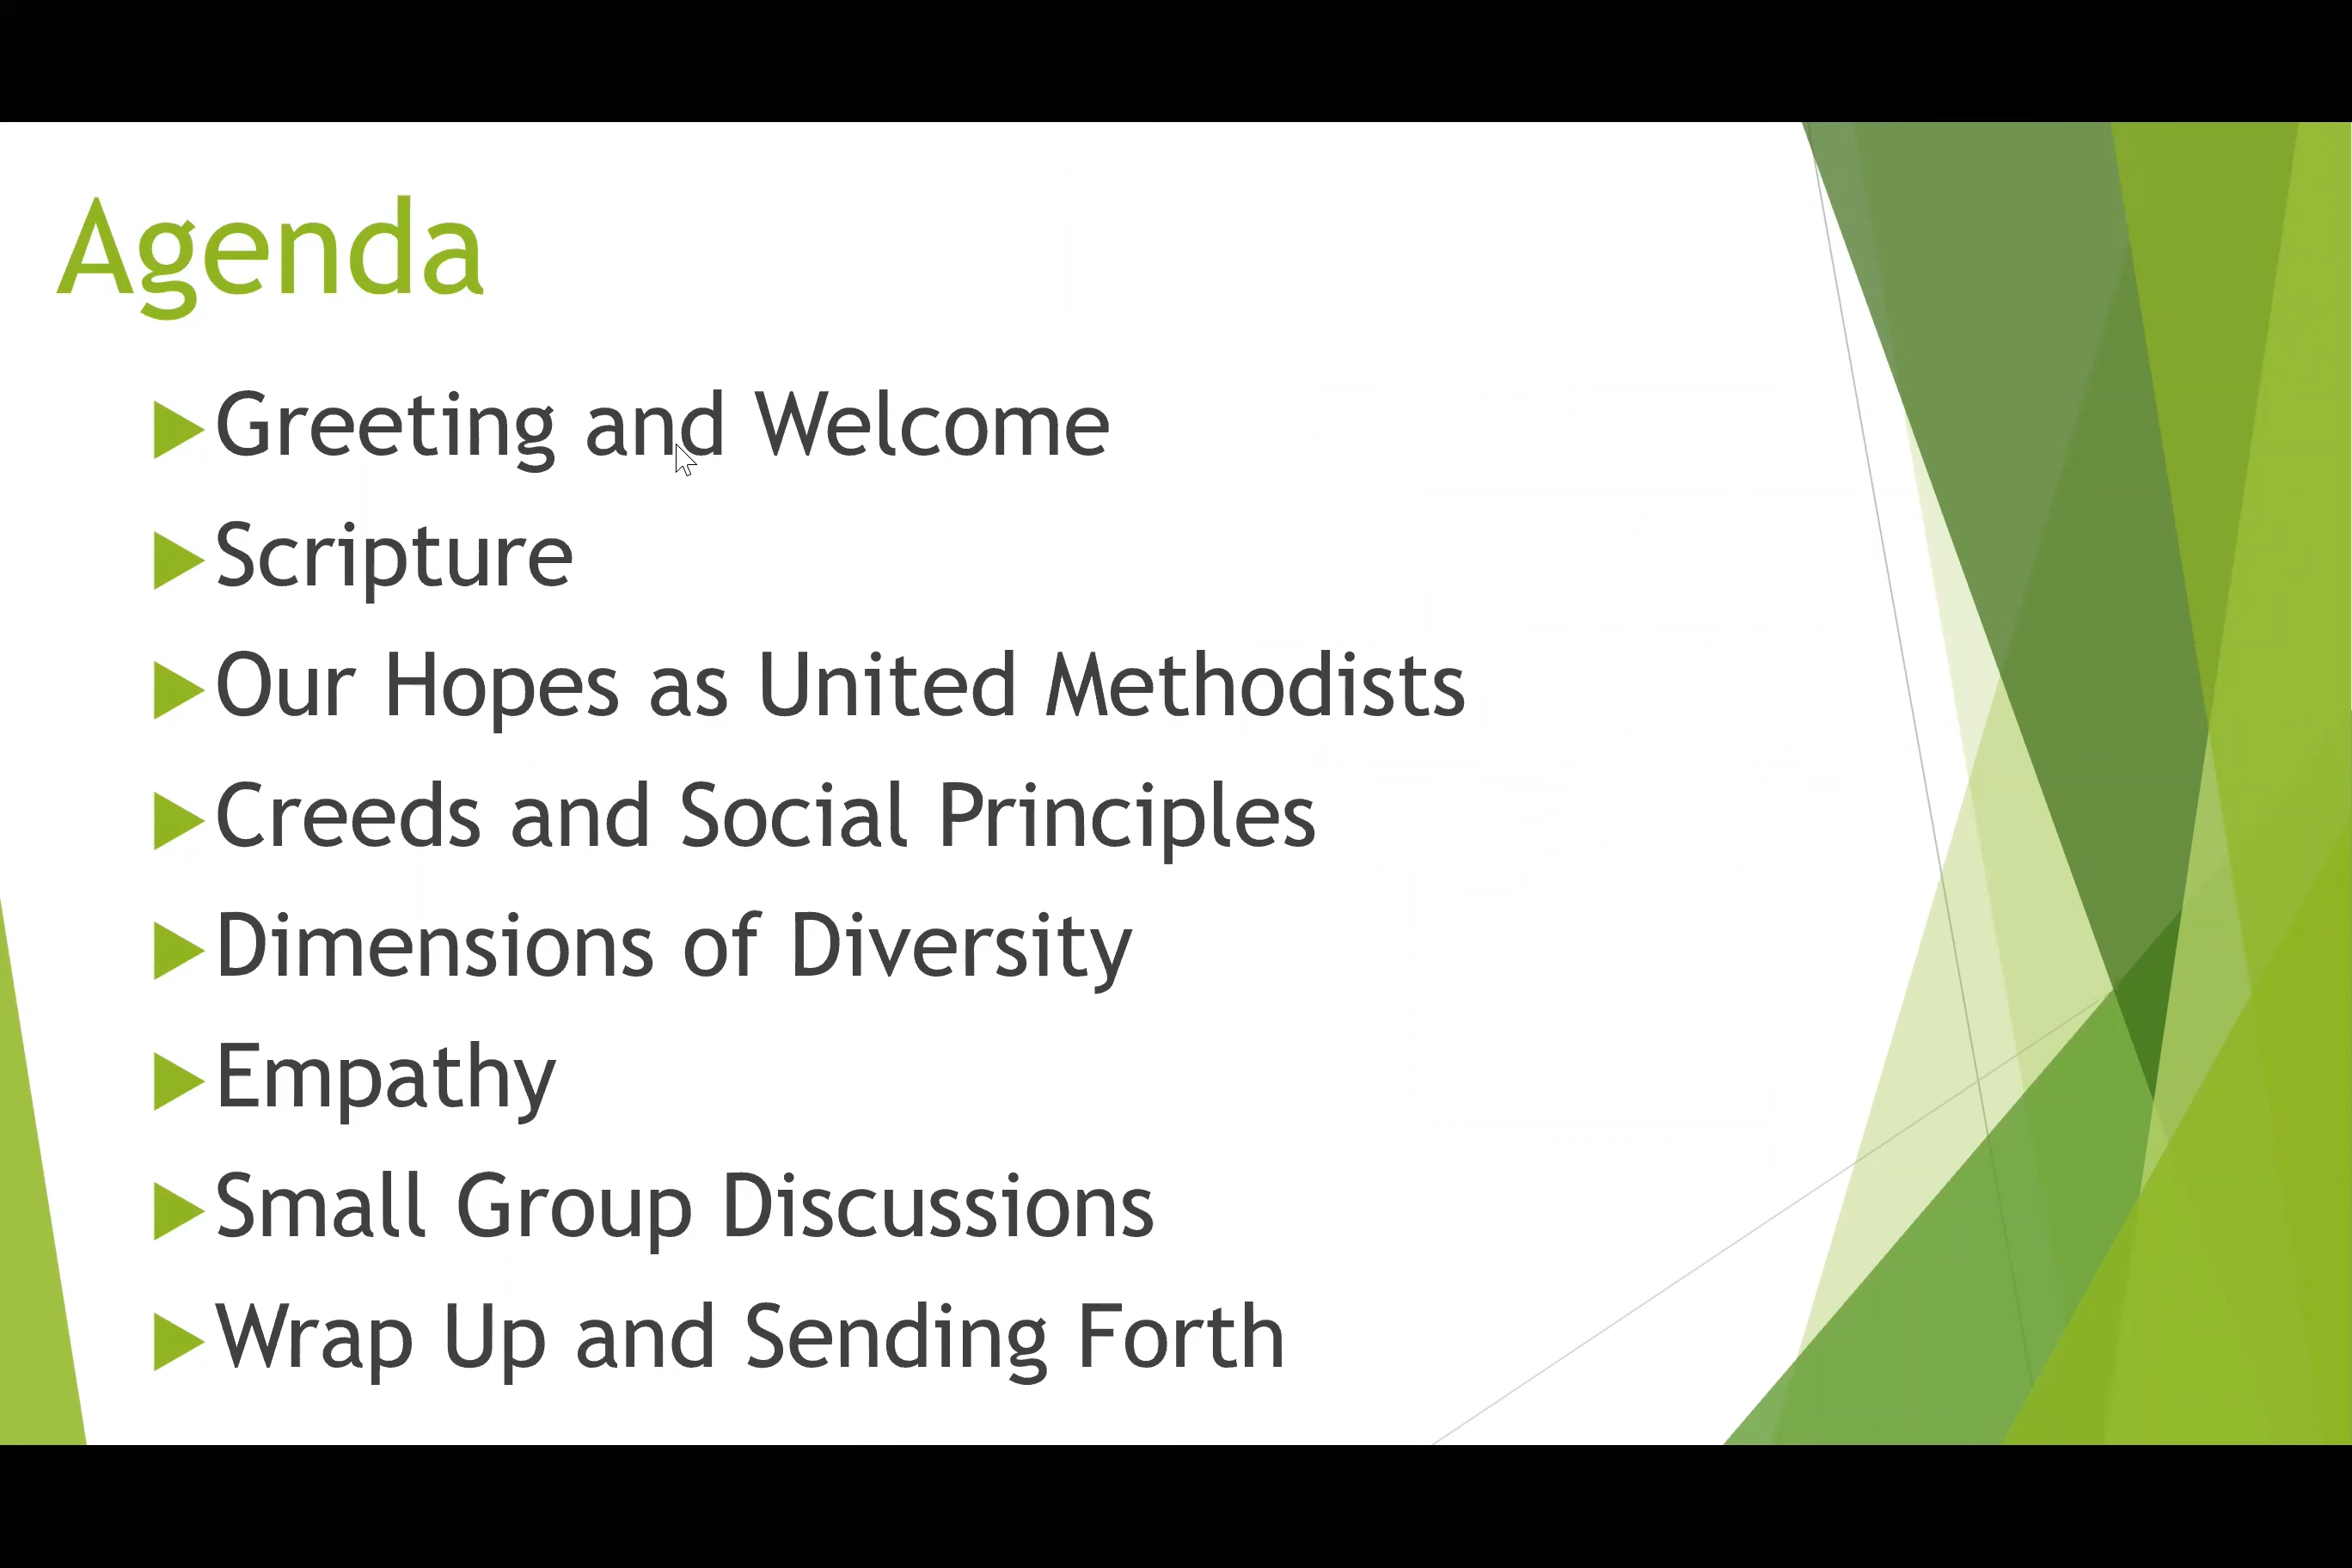 Agenda
Greeting and Welcome
Scripture
Our Hopes as United Methodists
Creeds and Social Principles
Dimensions of Diversity
Empathy
Small Group Discussions
Wrap Up and Sending Forth